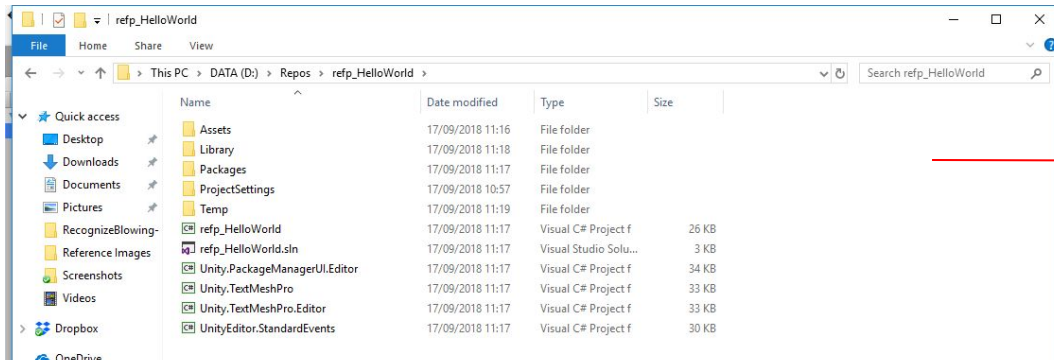 refp_HelloWorld
File Home Share View
This PC > DATA (D:) > Repos > refp_HelloWorld >
Search refp_HelloWorld
Name Date modified Type Size
Quick access
Desktop
Downloads
Documents
Pictures
RecognizeBlowing-
Reference Images
Screenshots
Videos
Dropbox
OneDrive
Assets 17/09/2018 11:16 File folder
Library 17/09/2018 11:18 File folder
Packages 17/09/2018 11:17 File folder
ProjectSettings 17/09/2018 10:57 File folder
Temp 17/09/2018 11:19 File folder
refp_HelloWorld 17/09/2018 11:17 Visual C# Project f 26 KB
refp_HelloWorld.sln 17/09/2018 11:17 Visual Studio Solu... 3 KB
Unity.PackageManagerUI.Editor 17/09/2018 11:17 Visual C# Project f 34 KB
Unity.TextMeshPro 17/09/2018 11:17 Visual C# Project f 33 KB
Unity.TextMeshPro.Editor 17/09/2018 11:17 Visual C# Project f 33 KB
UnityEditor.StandardEvents 17/09/2018 11:17 Visual C# Project f 30 KB